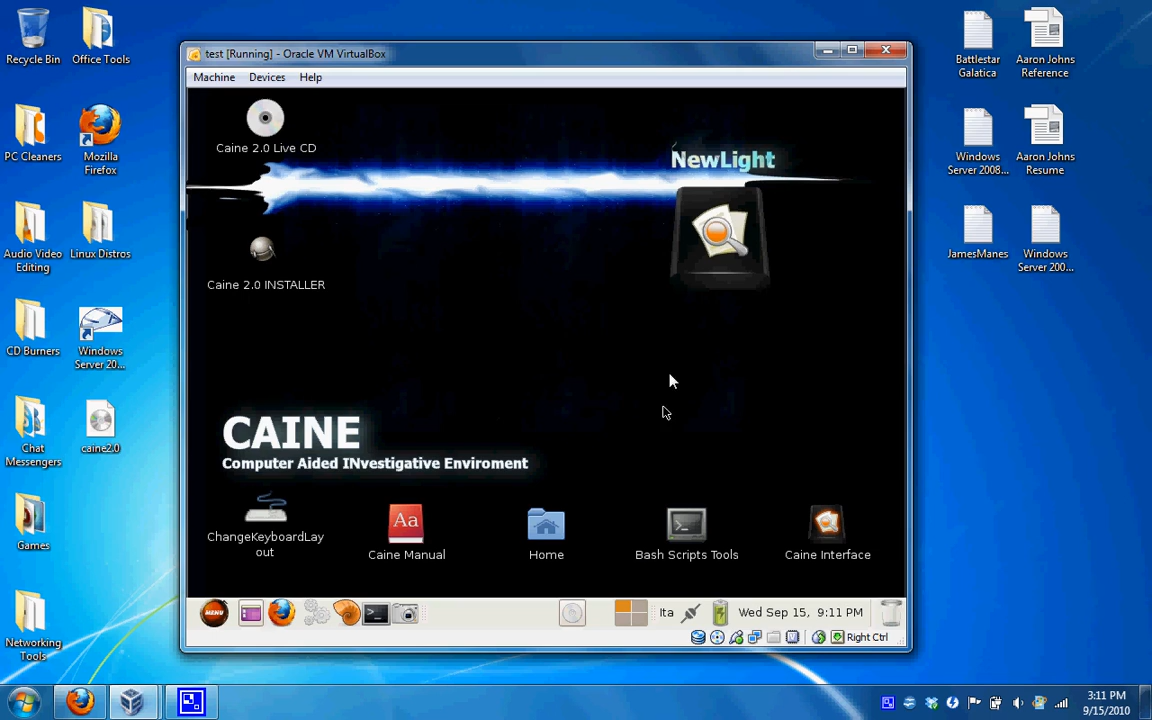 Recycle Bin
Office Tools
PC Cleaners
Mozilla
Firefox
Audio Video
Editing
Linux Distros
CD Burners
Windows
Server 20...
Chat
Messengers
caine2.0
Games
Networking
Tools
test [Running] - Oracle VM VirtualBox
Machine
Devices
Help
Caine 2.0 Live CD
NewLight
Caine 2.0 INSTALLER
CAINE
Computer Aided INvestigative Enviroment
ChangeKeyboardLay
out
Aa
Caine Manual
Home
Bash Scripts Tools
Caine Interface
MENU
Ita
Wed Sep 15, 9:11 PM
Right Ctrl
Battlestar
Galatica
Aaron Johns
Reference
Windows
Server 2008...
Aaron Johns
Resume
JamesManes
Windows
Server 200...
3:11 PM
9/15/2010